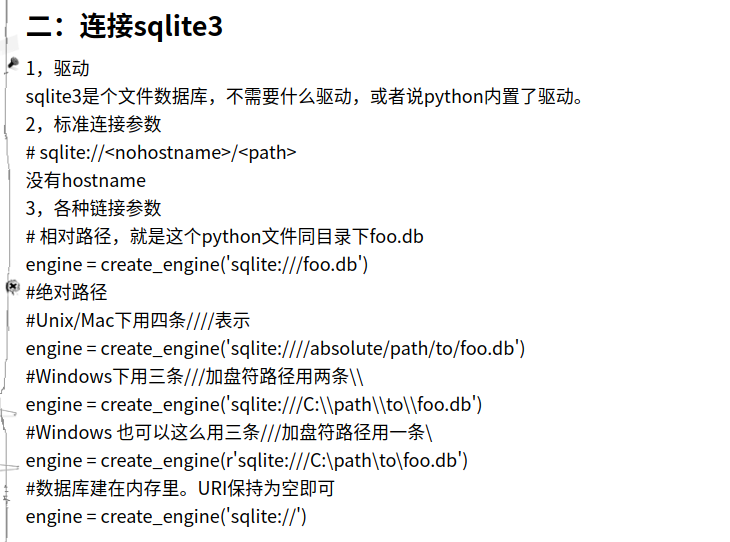 二：连接sqlite3
1，驱动
sqlite3是个文件数据库，不需要什么驱动，或者说python内置了驱动。
2，标准连接参数
# sqlite://<nohostname>/<path>
没有hostname
3，各种链接参数
# 相对路径，就是这个python文件同目录下foo.db
engine = create_engine('sqlite:///foo.db')
#绝对路径
#Unix/Mac下用四条////表示
engine = create_engine('sqlite:////absolute/path/to/foo.db')
#Windows下用三条///加盘符路径用两条\\
engine = create_engine('sqlite:///C:\\path\\to\\foo.db')
#Windows 也可以这么用三条///加盘符路径用一条\
engine = create_engine(r'sqlite:///C:\path\to\foo.db')
#数据库建在内存里。URI保持为空即可
engine = create_engine('sqlite://')